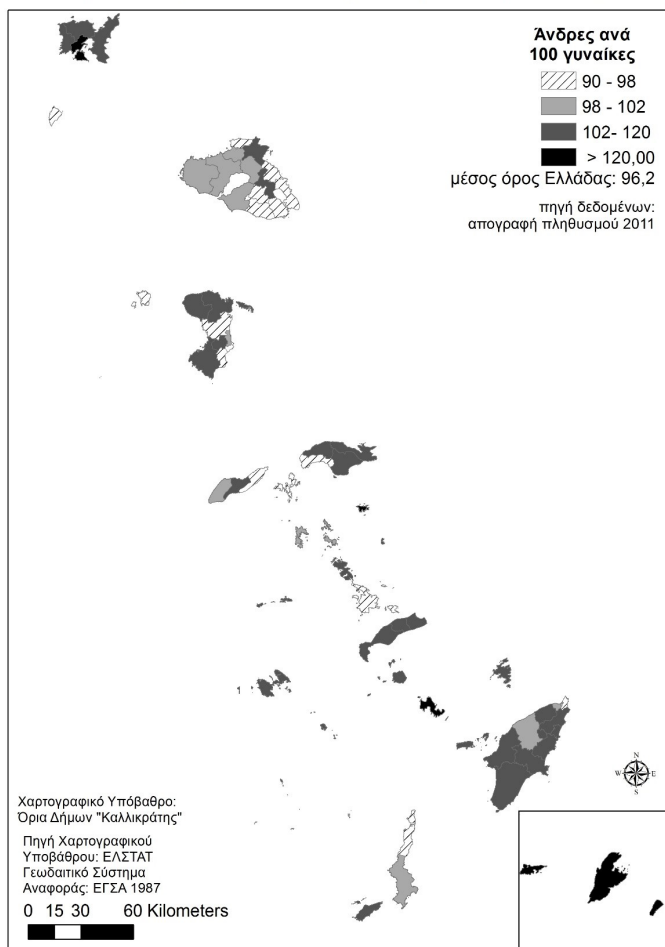 Άνδρες ανά
100 γυναίκες
90 - 98
98 - 102
102- 120
> 120,00
μέσος όρος Ελλάδας: 96,2
πηγή δεδομένων:
απογραφή πληθυσμού 2011
N
W E
S
Χαρτογραφικό Υπόβαθρο:
Όρια Δήμων "Καλλικράτης"
Πηγή Χαρτογραφικού
Υποβάθρου: ΕΛΣΤΑΤ
Γεωδαιτικό Σύστημα
Αναφοράς: ΕΓΣΑ 1987
0 15 30 60 Kilometers